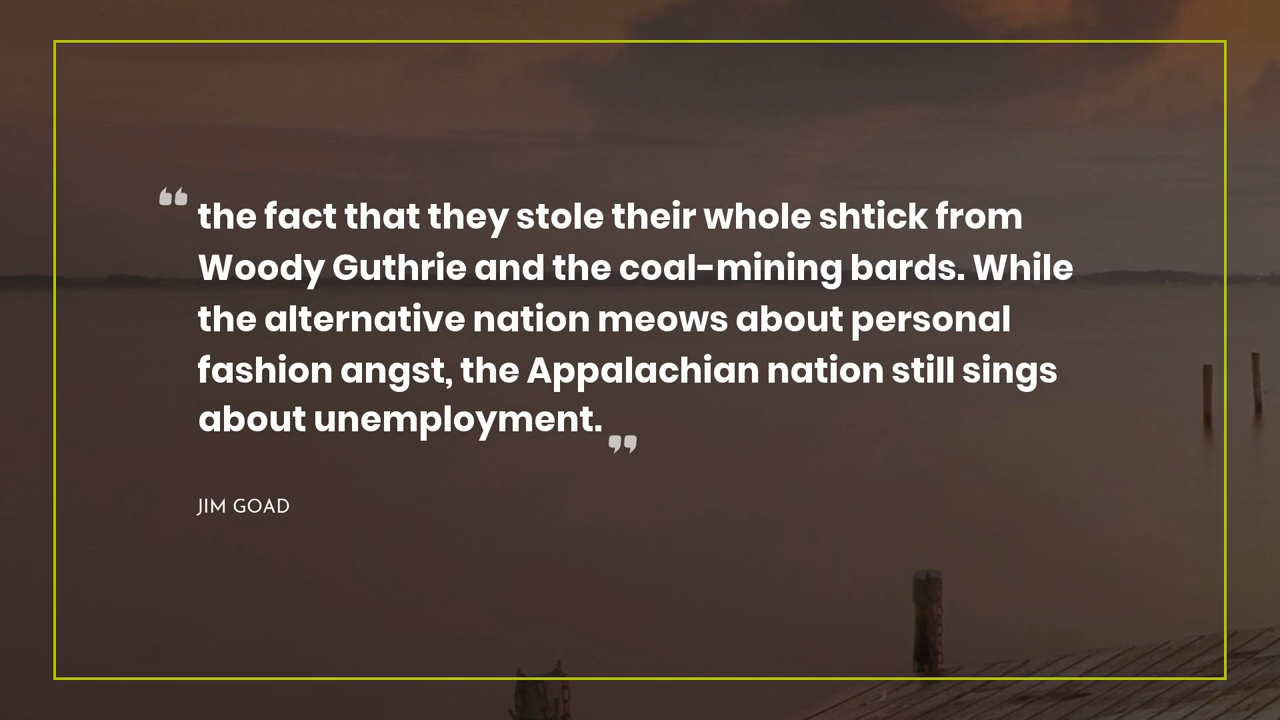 ❝ the fact that they stole their whole shtick from
Woody Guthrie and the coal-mining bards. While
the alternative nation meows about personal
fashion angst, the Appalachian nation still sings
about unemployment. ❞
JIM GOAD